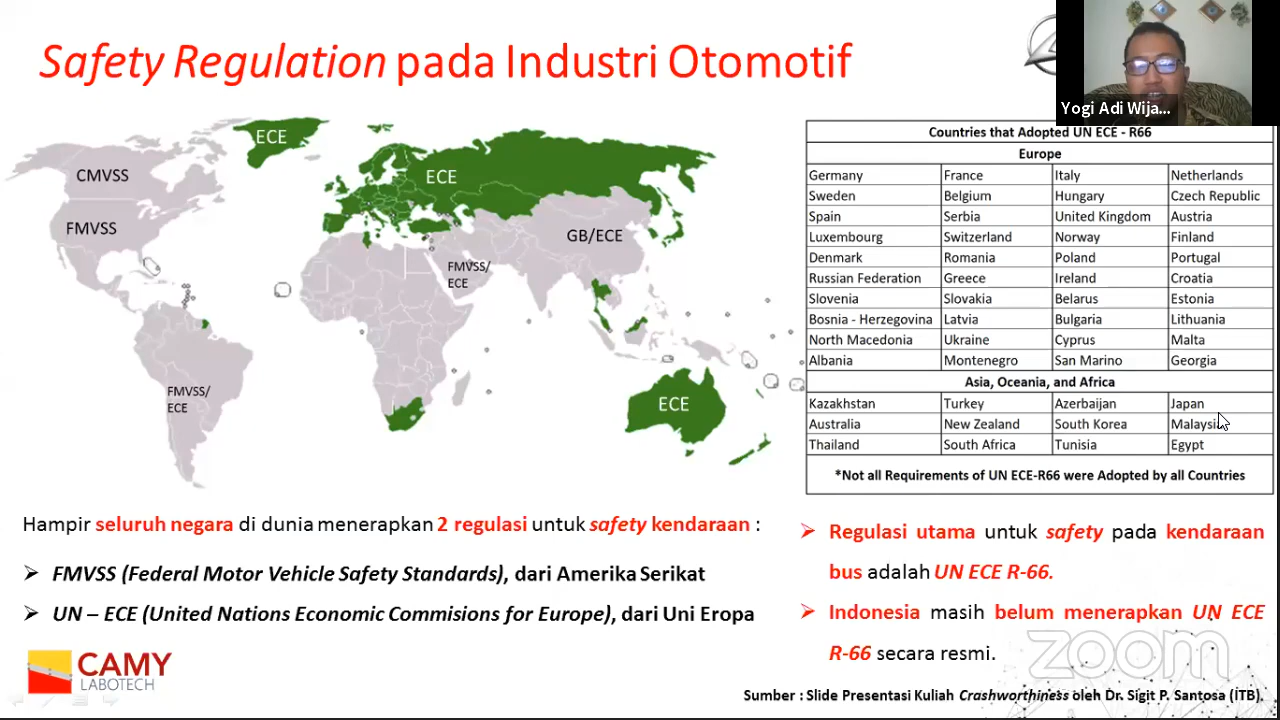 Safety Regulation pada Industri Otomotif
Yogi Adi Wija...
ECE
CMVSS
ECE
FMVSS
GB/ECE
FMVSS/
ECE
FMVSS/
ECE
ECE
Countries that Adopted UN ECE - R66
Europe
Germany France Italy Netherlands
Sweden Belgium Hungary Czech Republic
Spain Serbia United Kingdom Austria
Luxembourg Switzerland Norway Finland
Denmark Romania Poland Portugal
Russian Federation Greece Ireland Croatia
Slovenia Slovakia Belarus Estonia
Bosnia - Herzegovina Latvia Bulgaria Lithuania
North Macedonia Ukraine Cyprus Malta
Albania Montenegro San Marino Georgia
Asia, Oceania, and Africa
Kazakhstan Turkey Azerbaijan Japan
Australia New Zealand South Korea Malaysia
Thailand South Africa Tunisia Egypt
*Not all Requirements of UN ECE-R66 were Adopted by all Countries
Hampir seluruh negara di dunia menerapkan 2 regulasi untuk safety kendaraan :
FMVSS (Federal Motor Vehicle Safety Standards), dari Amerika Serikat
UN – ECE (United Nations Economic Commisions for Europe), dari Uni Eropa
Regulasi utama untuk safety pada kendaraan
bus adalah UN ECE R-66.
Indonesia masih belum menerapkan UN ECE
R-66 secara resmi.
CAMY
LABOTECH
zoom
Sumber : Slide Presentasi Kuliah Crashworthiness oleh Dr. Sigit P. Santosa (ITB).